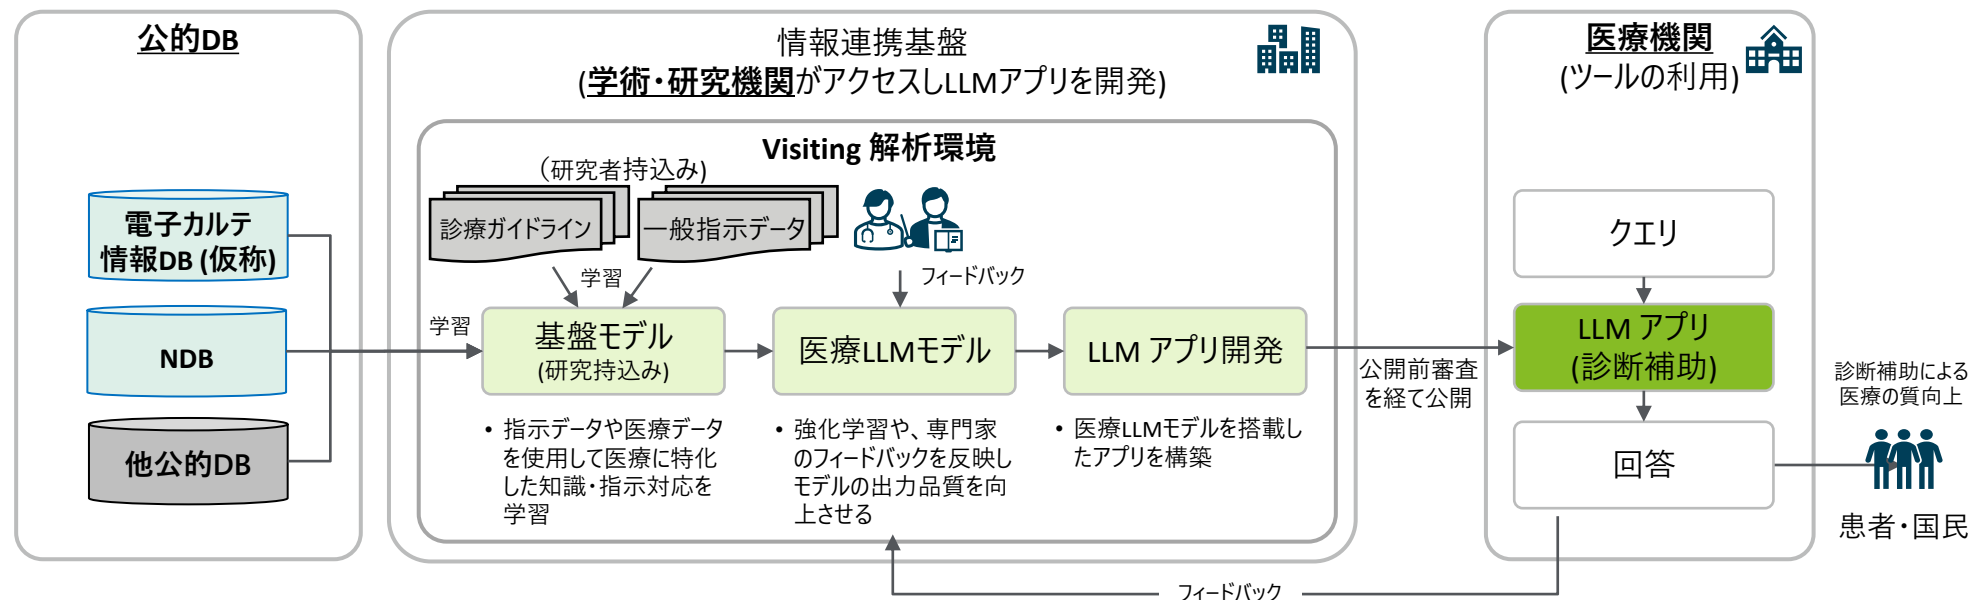 公的DB
電子カルテ
情報DB (仮称)
NDB
他公的DB
情報連携基盤
(学術・研究機関がアクセスしLLMアプリを開発)
Visiting 解析環境
（研究者持込み)
診療ガイドライン
一般指示データ
学習
フィードバック
学習
基盤モデル
(研究持込み)
医療LLMモデル
LLM アプリ開発
• 指示データや医療データ
を使用して医療に特化
した知識・指示対応を
学習
• 強化学習や、専門家
のフィードバックを反映し
モデルの出力品質を向
上させる
• 医療LLMモデルを搭載し
たアプリを構築
公開前審査
を経て公開
医療機関
(ツールの利用)
クエリ
LLM アプリ
(診断補助)
回答
診断補助による
医療の質向上
患者・国民
フィードバック